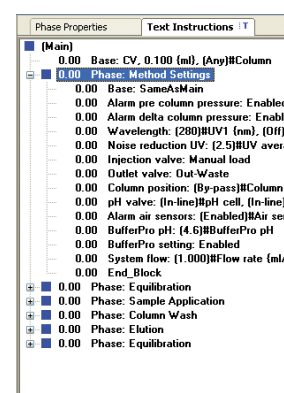 Phase Properties Text Instructions T
(Main)
0.00 Base: CV, 0.100 {ml}, (Any)#Column
0.00 Phase: Method Settings
0.00 Base: SameAsMain
0.00 Alarm pre column pressure: Enabled
0.00 Alarm delta column pressure: Enabl
0.00 Wavelength: (280)#UV1 {nm}, (Off)
0.00 Noise reduction UV: (2.5)#UV aver
0.00 Injection valve: Manual load
0.00 Outlet valve: Out-Waste
0.00 Column position: (By-pass)#Column
0.00 pH valve: (In-line)#pH cell, (In-line)
0.00 Alarm air sensors: (Enabled)#Air se
0.00 BufferPro pH: (4.6)#BufferPro pH
0.00 BufferPro setting: Enabled
0.00 System flow: (1.000)#Flow rate {ml/
0.00 End_Block
0.00 Phase: Equilibration
0.00 Phase: Sample Application
0.00 Phase: Column Wash
0.00 Phase: Elution
0.00 Phase: Equilibration